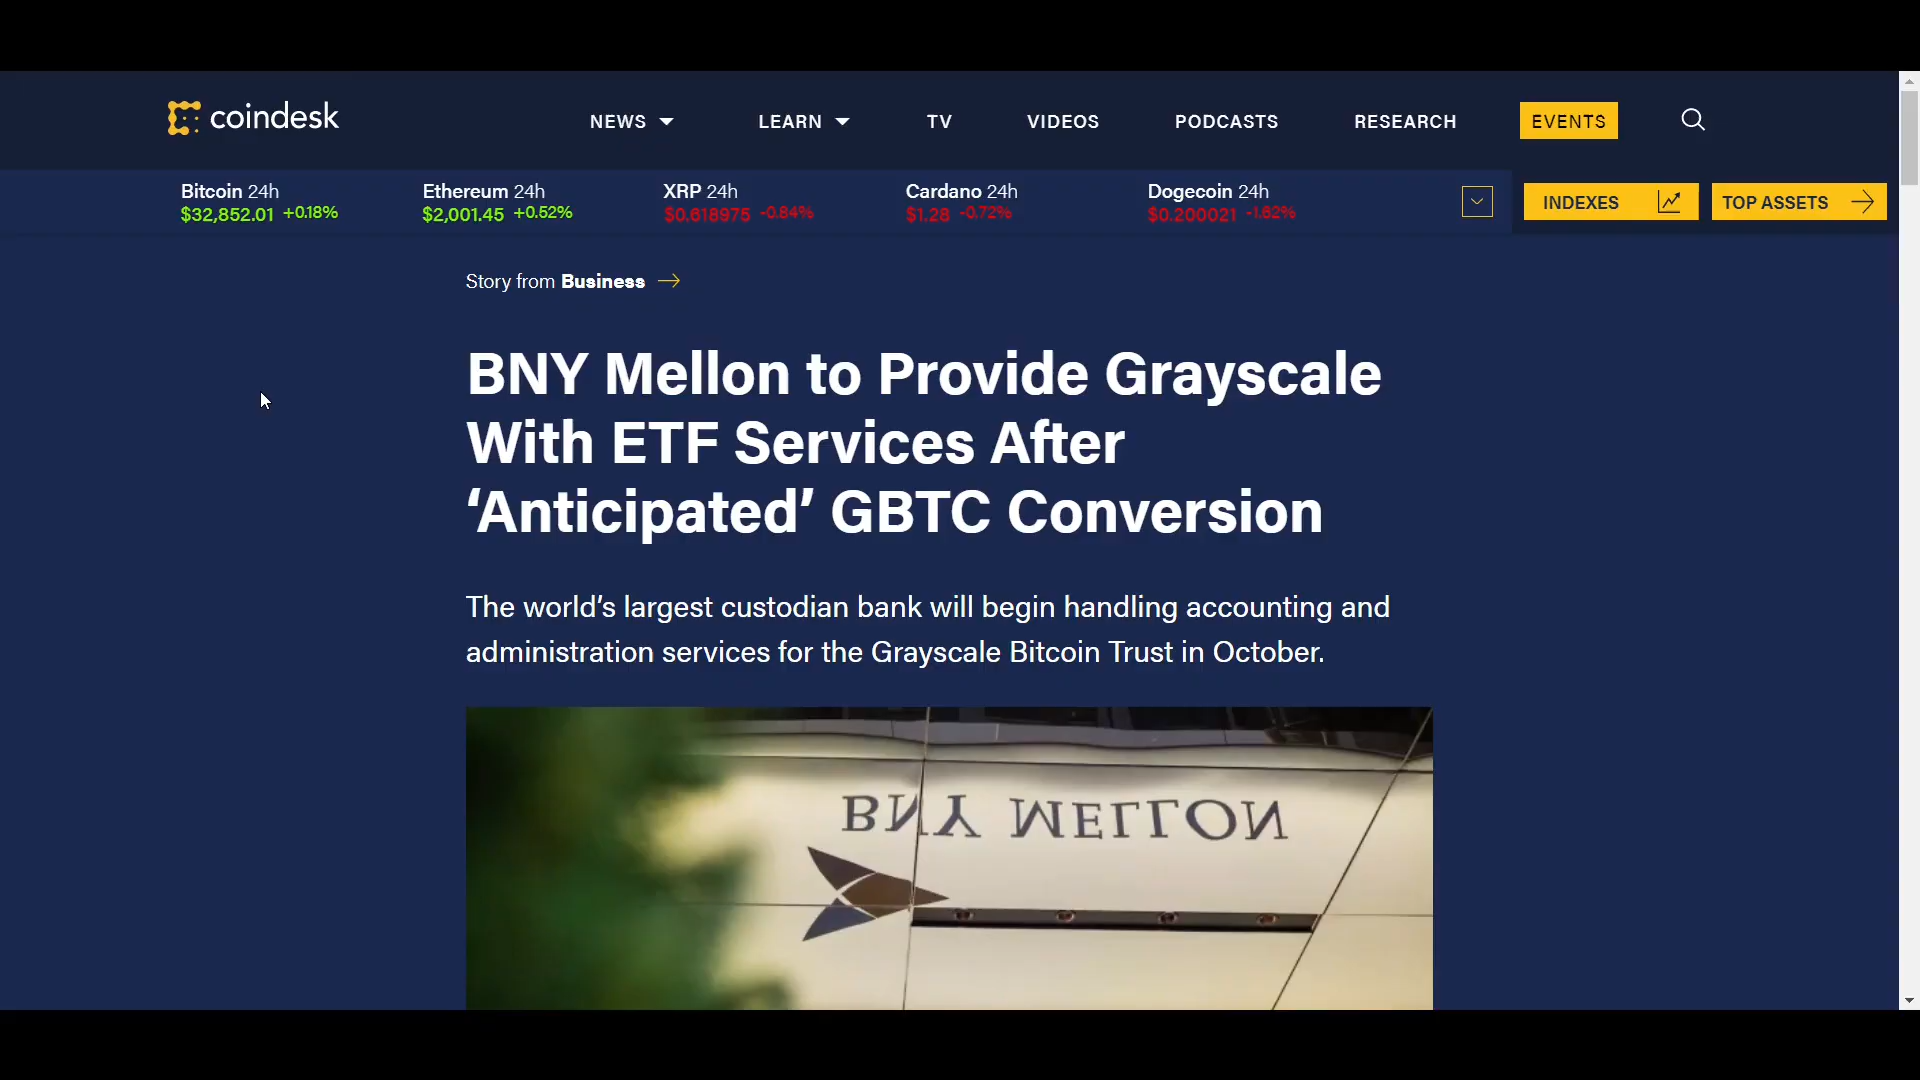 coindesk
NEWS LEARN TV VIDEOS PODCASTS RESEARCH EVENTS
Bitcoin 24h Ethereum 24h XRP 24h Cardano 24h Dogecoin 24h
$32,852.01 +0.18% $2,001.45 +0.52% $0.618975 -0.84% $1.28 -0.72% $0.200021 -1.62%
INDEXES TOP ASSETS
Story from Business
BNY Mellon to Provide Grayscale
With ETF Services After
‘Anticipated’ GBTC Conversion
The world’s largest custodian bank will begin handling accounting and
administration services for the Grayscale Bitcoin Trust in October.
BNY MELLON